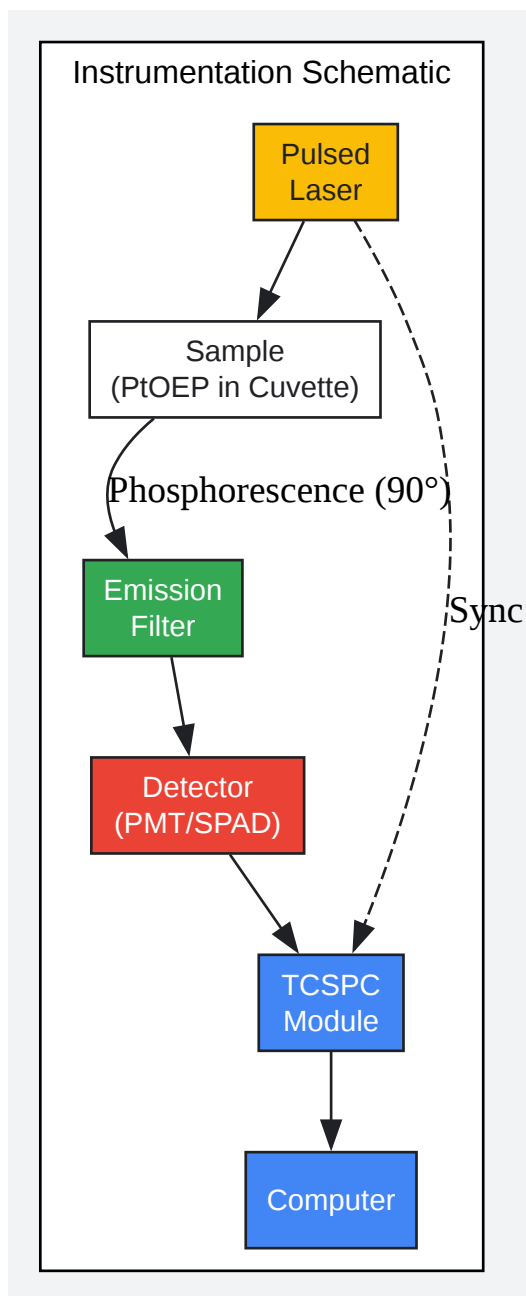 Instrumentation Schematic
Pulsed
Laser
Sample
(PtOEP in Cuvette)
Phosphorescence (90°)
Emission
Filter
Sync
Detector
(PMT/SPAD)
TCSPC
Module
Computer